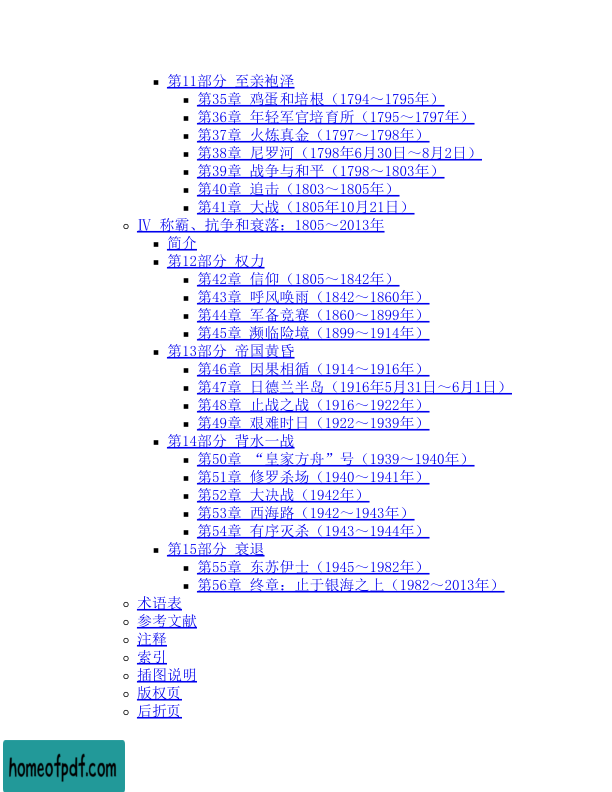 第11部分 至亲袍泽
第35章 鸡蛋和培根（1794～1795年）
第36章 年轻军官培育所（1795～1797年）
第37章 火炼真金（1797～1798年）
第38章 尼罗河（1798年6月30日～8月2日）
第39章 战争与和平（1798～1803年）
第40章 追击（1803～1805年）
第41章 大战（1805年10月21日）
Ⅳ 称霸、抗争和衰落：1805～2013年
简介
第12部分 权力
第42章 信仰（1805～1842年）
第43章 呼风唤雨（1842～1860年）
第44章 军备竞赛（1860～1899年）
第45章 濒临险境（1899～1914年）
第13部分 帝国黄昏
第46章 因果相循（1914～1916年）
第47章 日德兰半岛（1916年5月31日～6月1日）
第48章 止战之战（1916～1922年）
第49章 艰难时日（1922～1939年）
第14部分 背水一战
第50章 “皇家方舟”号（1939～1940年）
第51章 修罗杀场（1940～1941年）
第52章 大决战（1942年）
第53章 西海路（1942～1943年）
第54章 有序灭杀（1943～1944年）
第15部分 衰退
第55章 东苏伊士（1945～1982年）
第56章 终章：止于银海之上（1982～2013年）
术语表
参考文献
注释
索引
插图说明
版权页
后折页
homeofpdf.com